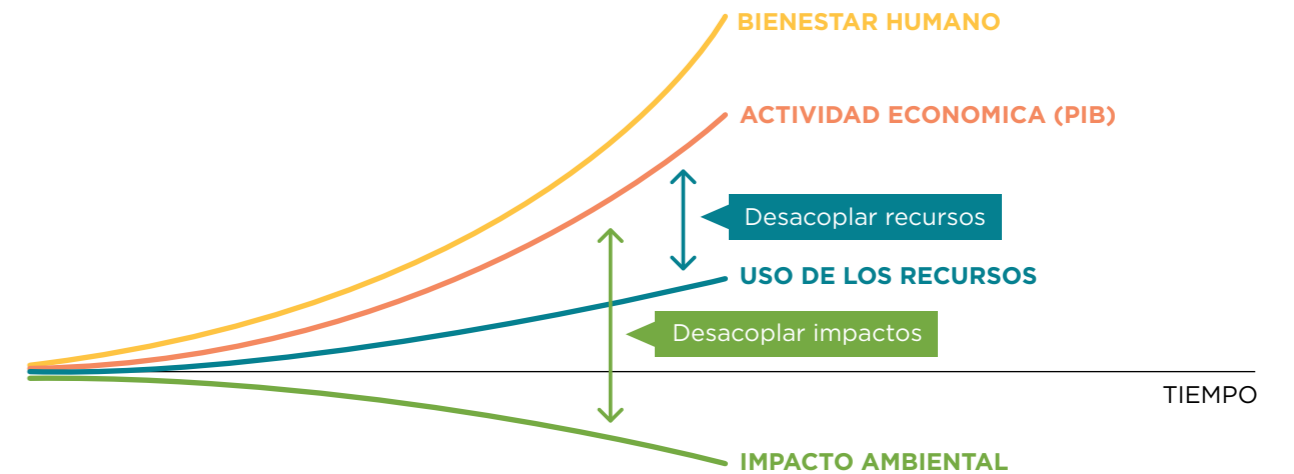 BIENESTAR HUMANO
ACTIVIDAD ECONOMICA (PIB)
Desacoplar recursos
USO DE LOS RECURSOS
Desacoplar impactos
TIEMPO
IMPACTO AMBIENTAL